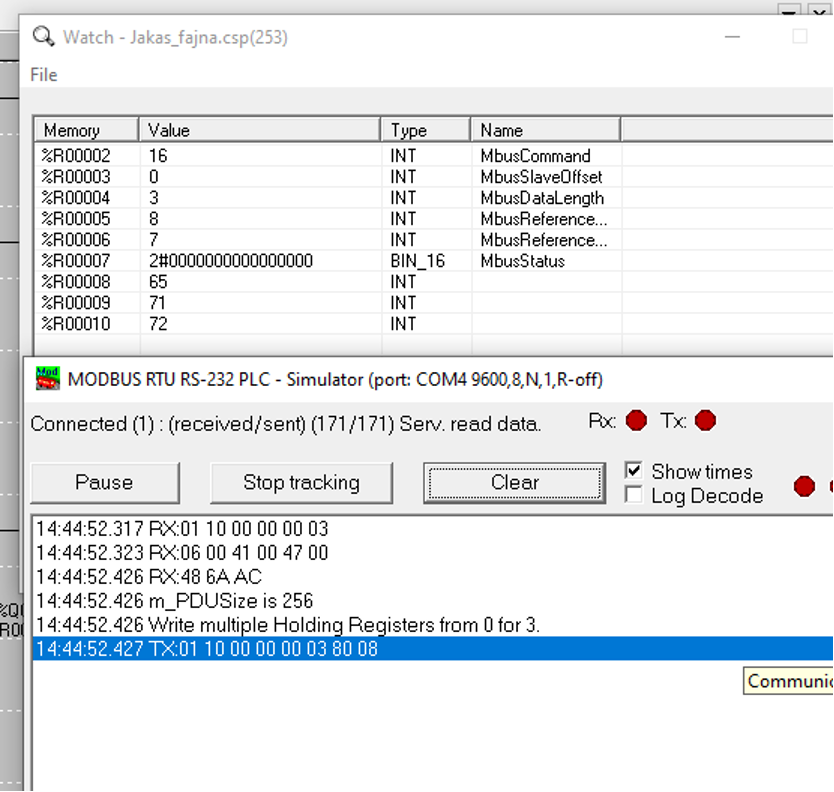 Watch - Jakas_fajna.csp(253)
File
Memory Value Type Name
%R00002 16 INT MbusCommand
%R00003 0 INT MbusSlaveOffset
%R00004 3 INT MbusDataLength
%R00005 8 INT MbusReference...
%R00006 7 INT MbusReference...
%R00007 2#0000000000000000 BIN_16 MbusStatus
%R00008 65 INT
%R00009 71 INT
%R00010 72 INT
MODBUS RTU RS-232 PLC - Simulator (port: COM4 9600,8,N,1,R-off)
Connected (1) : (received/sent) (171/171) Serv. read data. Rx: Tx:
Pause Stop tracking Clear Show times
Log Decode
14:44:52.317 RX:01 10 00 00 00 03
14:44:52.323 RX:06 00 41 00 47 00
14:44:52.426 RX:48 6A AC
14:44:52.426 m_PDUSize is 256
14:44:52.426 Write multiple Holding Registers from 0 for 3.
14:44:52.427 TX:01 10 00 00 00 03 80 08
Communic